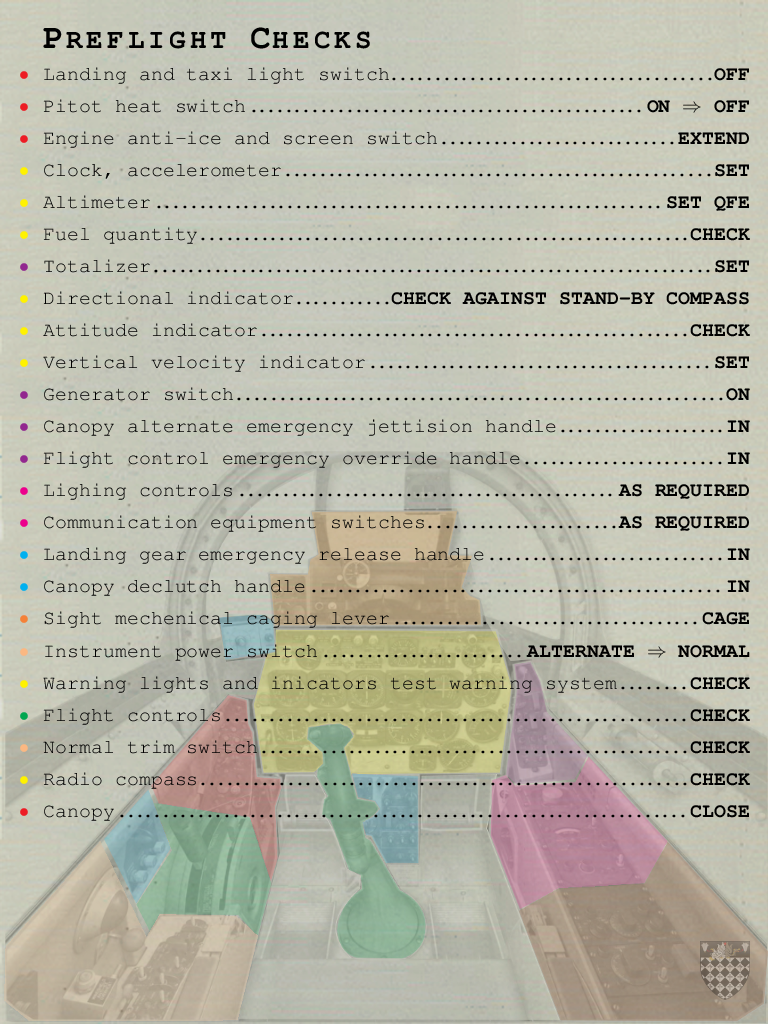 PREFLIGHT CHECKS
• Landing and taxi light switch.....................................OFF
• Pitot heat switch.............................................ON ⇒ OFF
• Engine anti-ice and screen switch...........................EXTEND
• Clock, accelerometer.................................................SET
• Altimeter..........................................................SET QFE
• Fuel quantity........................................................CHECK
• Totalizer................................................................SET
• Directional indicator...........CHECK AGAINST STAND-BY COMPASS
• Attitude indicator.................................................CHECK
• Vertical velocity indicator.......................................SET
• Generator switch........................................................ON
• Canopy alternate emergency jettision handle...................IN
• Flight control emergency override handle.......................IN
• Lighing controls...........................................AS REQUIRED
• Communication equipment switches......................AS REQUIRED
• Landing gear emergency release handle...........................IN
• Canopy declutch handle...............................................IN
• Sight mechenical caging lever....................................CAGE
• Instrument power switch.......................ALTERNATE ⇒ NORMAL
• Warning lights and inicators test warning system........CHECK
• Flight controls.....................................................CHECK
• Normal trim switch.................................................CHECK
• Radio compass........................................................CHECK
• Canopy.................................................................CLOSE